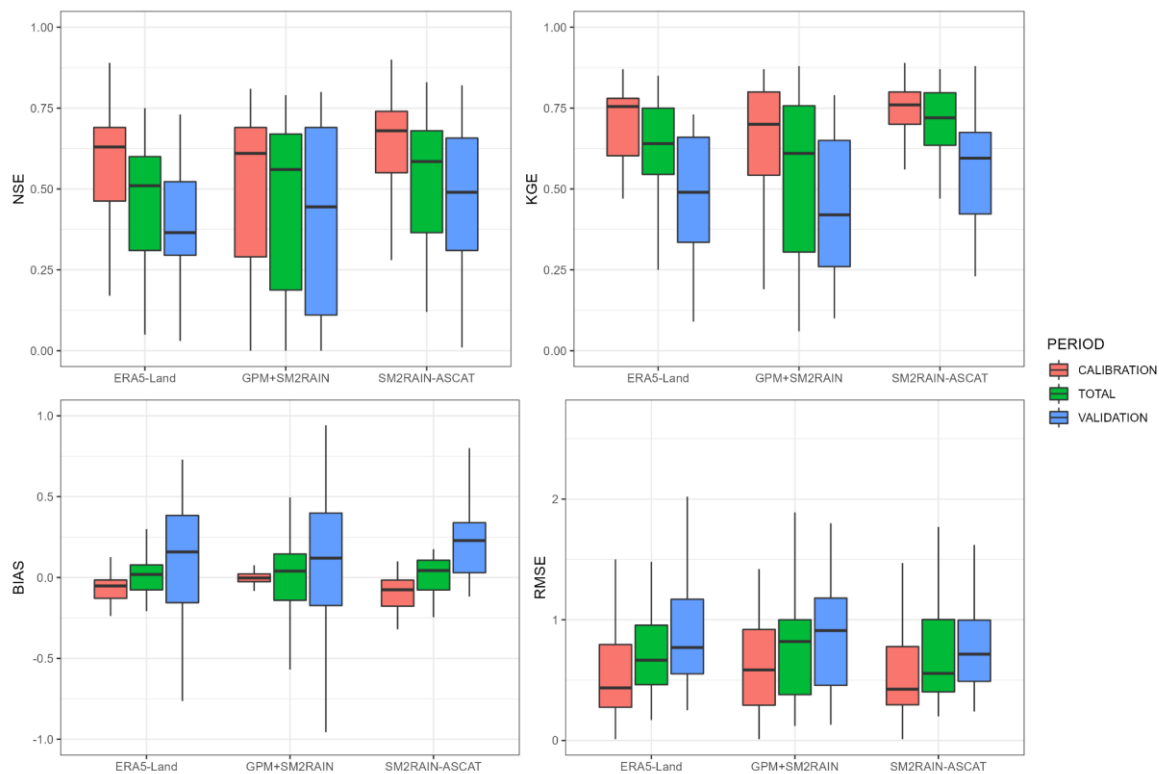 1.00
0.75
0.50
0.25
0.00
NSE
ERA5-Land GPM+SM2RAIN SM2RAIN-ASCAT
1.00
0.75
0.50
0.25
0.00
KGE
ERA5-Land GPM+SM2RAIN SM2RAIN-ASCAT
PERIOD
CALIBRATION
TOTAL
VALIDATION
1.0
0.5
0.0
-0.5
-1.0
BIAS
ERA5-Land GPM+SM2RAIN SM2RAIN-ASCAT
2
1
0
RMSE
ERA5-Land GPM+SM2RAIN SM2RAIN-ASCAT